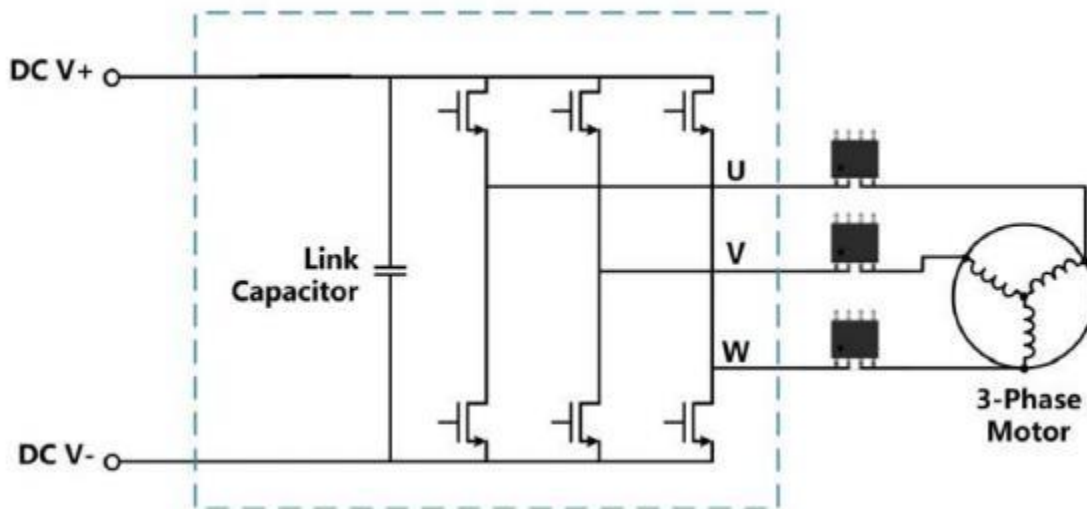 DC V+
U
V
Link
Capacitor
W
3-Phase
Motor
DC V-